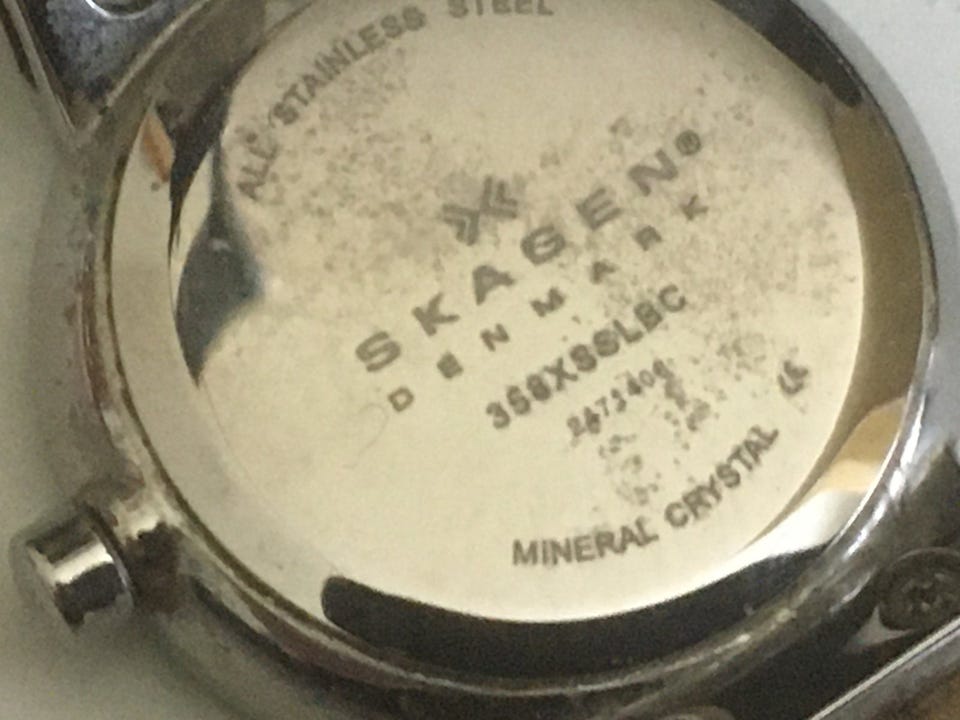 ALL STAINLESS STEEL
SKAGEN®
DENMARK
358XSSLBC
MINERAL CRYSTAL